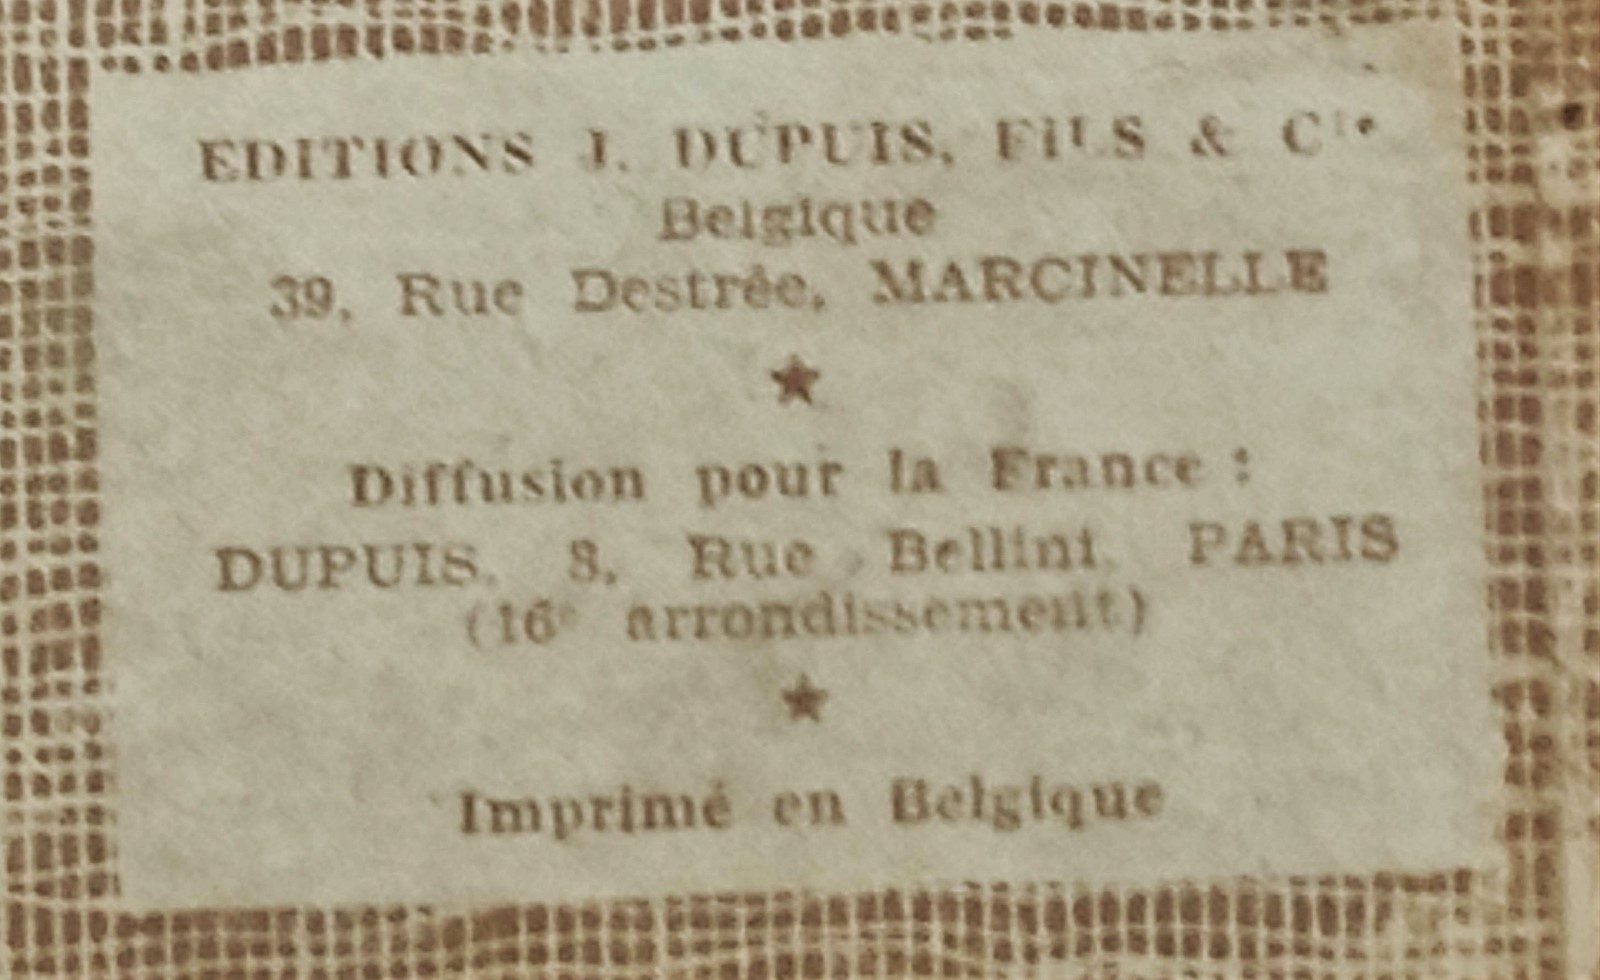 EDITIONS J. DUPUIS, FILS & Cie
Belgique
39, Rue Destrée, MARCINELLE
★
Diffusion pour la France :
DUPUIS, 8, Rue Bellini, PARIS
(16e arrondissement)
★
Imprimé en Belgique